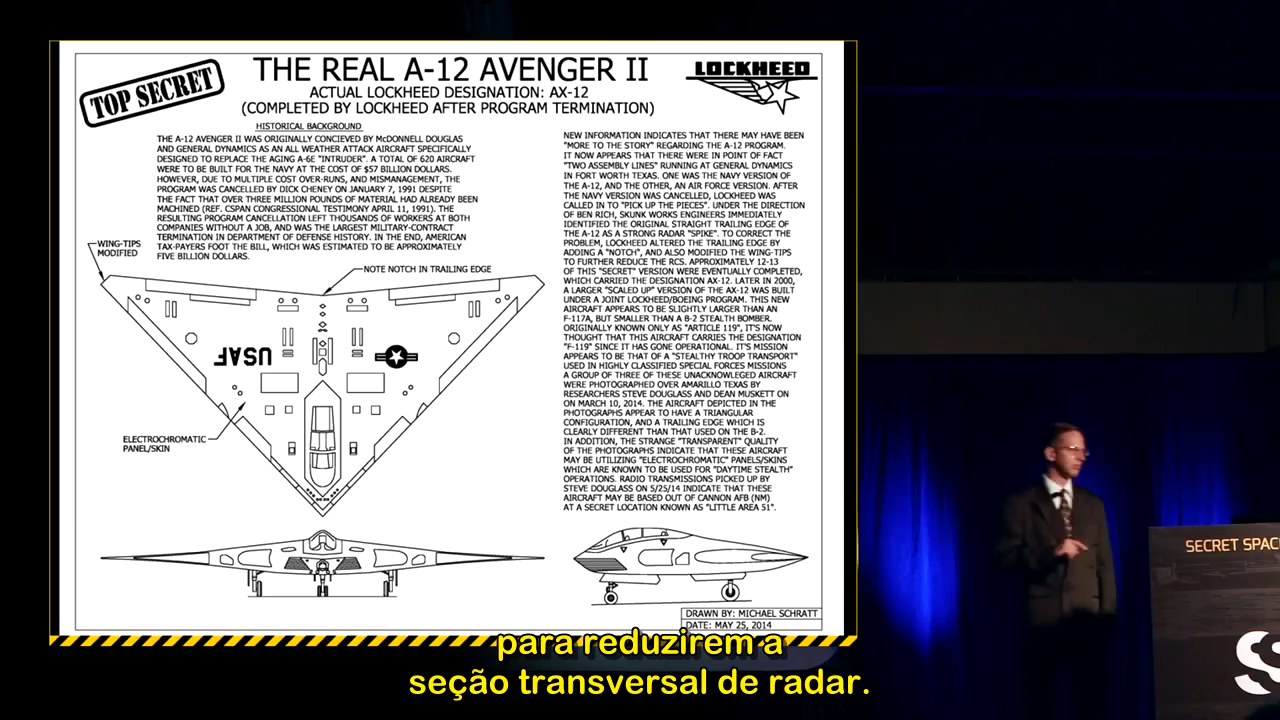 TOP SECRET
THE REAL A-12 AVENGER II
ACTUAL LOCKHEED DESIGNATION: AX-12
(COMPLETED BY LOCKHEED AFTER PROGRAM TERMINATION)
LOCKHEED
HISTORICAL BACKGROUND
THE A-12 AVENGER II WAS ORIGINALLY CONCIEVED BY McDONNELL DOUGLAS
AND GENERAL DYNAMICS AS AN ALL WEATHER ATTACK AIRCRAFT SPECIFICALLY
DESIGNED TO REPLACE THE AGING A-6E "INTRUDER". A TOTAL OF 620 AIRCRAFT
WERE TO BE BUILT FOR THE NAVY AT THE COST OF $57 BILLION DOLLARS.
HOWEVER, DUE TO MULTIPLE COST OVER-RUNS, AND MISMANAGEMENT, THE
PROGRAM WAS CANCELLED BY DICK CHENEY ON JANUARY 7, 1991 DESPITE
THE FACT THAT OVER THREE MILLION POUNDS OF MATERIAL HAD ALREADY BEEN
MACHINED (REF. CSPAN CONGRESSIONAL TESTIMONY APRIL 11, 1991). THE
RESULTING PROGRAM CANCELLATION LEFT THOUSANDS OF WORKERS AT BOTH
COMPANIES WITHOUT A JOB, AND WAS THE LARGEST MILITARY-CONTRACT
TERMINATION IN DEPARTMENT OF DEFENSE HISTORY. IN THE END, AMERICAN
TAX-PAYERS FOOT THE BILL, WHICH WAS ESTIMATED TO BE APPROXIMATELY
FIVE BILLION DOLLARS.
WING-TIPS
MODIFIED
NOTE NOTCH IN TRAILING EDGE
USAF
ELECTROCHROMATIC
PANEL/SKIN
NEW INFORMATION INDICATES THAT THERE MAY HAVE BEEN
"MORE TO THE STORY" REGARDING THE A-12 PROGRAM.
IT NOW APPEARS THAT THERE WERE IN POINT OF FACT
"TWO ASSEMBLY LINES" RUNNING AT GENERAL DYNAMICS
IN FORT WORTH TEXAS. ONE WAS THE NAVY VERSION OF
THE A-12, AND THE OTHER, AN AIR FORCE VERSION. AFTER
THE NAVY VERSION WAS CANCELLED, LOCKHEED WAS
CALLED IN TO "PICK UP THE PIECES". UNDER THE DIRECTION
OF BEN RICH, SKUNK WORKS ENGINEERS IMMEDIATELY
IDENTIFIED THE ORIGINAL STRAIGHT TRAILING EDGE OF
THE A-12 AS A STRONG RADAR "SPIKE". TO CORRECT THE
PROBLEM, LOCKHEED ALTERED THE TRAILING EDGE BY
ADDING A "NOTCH", AND ALSO MODIFIED THE WING-TIPS
TO FURTHER REDUCE THE RCS. APPROXIMATELY 12-13
OF THIS "SECRET" VERSION WERE EVENTUALLY COMPLETED,
WHICH CARRIED THE DESIGNATION AX-12. LATER IN 2000,
A LARGER "SCALED UP" VERSION OF THE AX-12 WAS BUILT
UNDER A JOINT LOCKHEED/BOEING PROGRAM. THIS NEW
AIRCRAFT APPEARS TO BE SLIGHTLY LARGER THAN AN
F-117A, BUT SMALLER THAN A B-2 STEALTH BOMBER.
ORIGINALLY KNOWN ONLY AS "ARTICLE 119", IT'S NOW
THOUGHT THAT THIS AIRCRAFT CARRIES THE DESIGNATION
"F-119" SINCE IT HAS GONE OPERATIONAL. IT'S MISSION
APPEARS TO BE THAT OF A "STEALTHY TROOP TRANSPORT"
USED IN HIGHLY CLASSIFIED SPECIAL FORCES MISSIONS
A GROUP OF THREE OF THESE UNACKNOWLEGED AIRCRAFT
WERE PHOTOGRAPHED OVER AMARILLO TEXAS BY
RESEARCHERS STEVE DOUGLASS AND DEAN MUSKETT ON
ON MARCH 10, 2014. THE AIRCRAFT DEPICTED IN THE
PHOTOGRAPHS APPEAR TO HAVE A TRIANGULAR
CONFIGURATION, AND A TRAILING EDGE WHICH IS
CLEARLY DIFFERENT THAN THAT USED ON THE B-2.
IN ADDITION, THE STRANGE "TRANSPARENT" QUALITY
OF THE PHOTOGRAPHS INDICATE THAT THESE AIRCRAFT
MAY BE UTILIZING "ELECTROCHROMATIC" PANELS/SKINS
WHICH ARE KNOWN TO BE USED FOR "DAYTIME STEALTH"
OPERATIONS. RADIO TRANSMISSIONS PICKED UP BY
STEVE DOUGLASS ON 5/25/14 INDICATE THAT THESE
AIRCRAFT MAY BE BASED OUT OF CANNON AFB (NM)
AT A SECRET LOCATION KNOWN AS "LITTLE AREA 51".
DRAWN BY: MICHAEL SCHRATT
DATE: MAY 25, 2014
SECRET SPACE
S
para reduzirem a
seção transversal de radar.